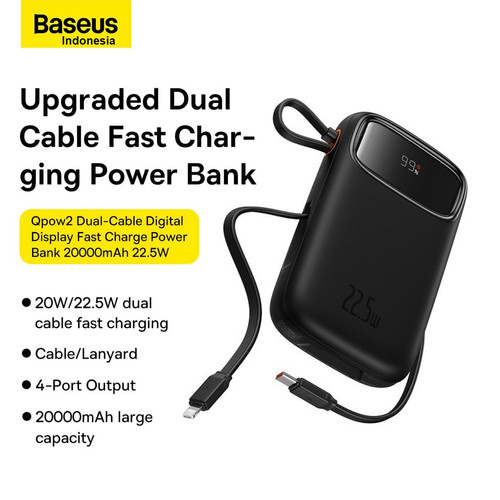 Baseus
Indonesia
Upgraded Dual
Cable Fast Char-
ging Power Bank
Qpow2 Dual-Cable Digital
Display Fast Charge Power
Bank 20000mAh 22.5W
20W/22.5W dual
cable fast charging
Cable/Lanyard
4-Port Output
20000mAh large
capacity
99%
22.5W